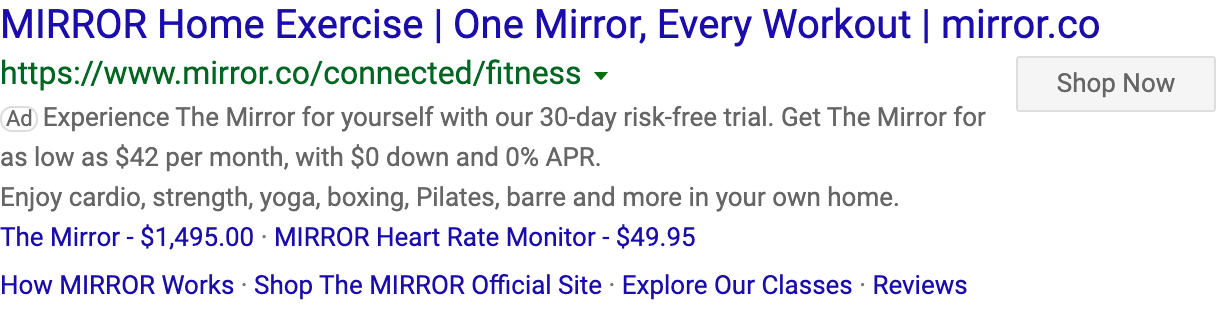 MIRROR Home Exercise | One Mirror, Every Workout | mirror.co
https://www.mirror.co/connected/fitness
Shop Now
Ad Experience The Mirror for yourself with our 30-day risk-free trial. Get The Mirror for
as low as $42 per month, with $0 down and 0% APR.
Enjoy cardio, strength, yoga, boxing, Pilates, barre and more in your own home.
The Mirror - $1,495.00 · MIRROR Heart Rate Monitor - $49.95
How MIRROR Works · Shop The MIRROR Official Site · Explore Our Classes · Reviews